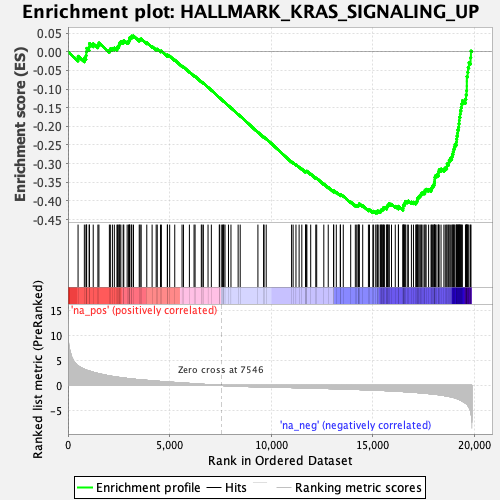 Enrichment plot: HALLMARK_KRAS_SIGNALING_UP
Enrichment score (ES)
0.05
0.00
-0.05
-0.10
-0.15
-0.20
-0.25
-0.30
-0.35
-0.40
-0.45
'na_pos' (positively correlated)
Ranked list metric (PreRanked)
15
10
5
0
-5
Zero cross at 7546
'na_neg' (negatively correlated)
0 5,000 10,000 15,000 20,000
Rank in Ordered Dataset
Enrichment profile Hits Ranking metric scores